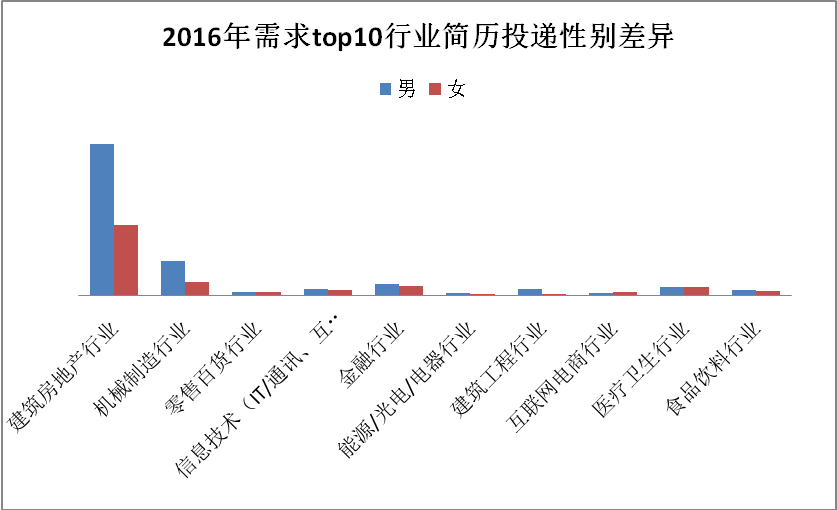 2016年需求top10行业简历投递性别差异
男 女
建筑房地产行业
机械制造行业
零售百货行业
信息技术（IT/通讯、互…
金融行业
能源/光电/电器行业
建筑工程行业
互联网电商行业
医疗卫生行业
食品饮料行业